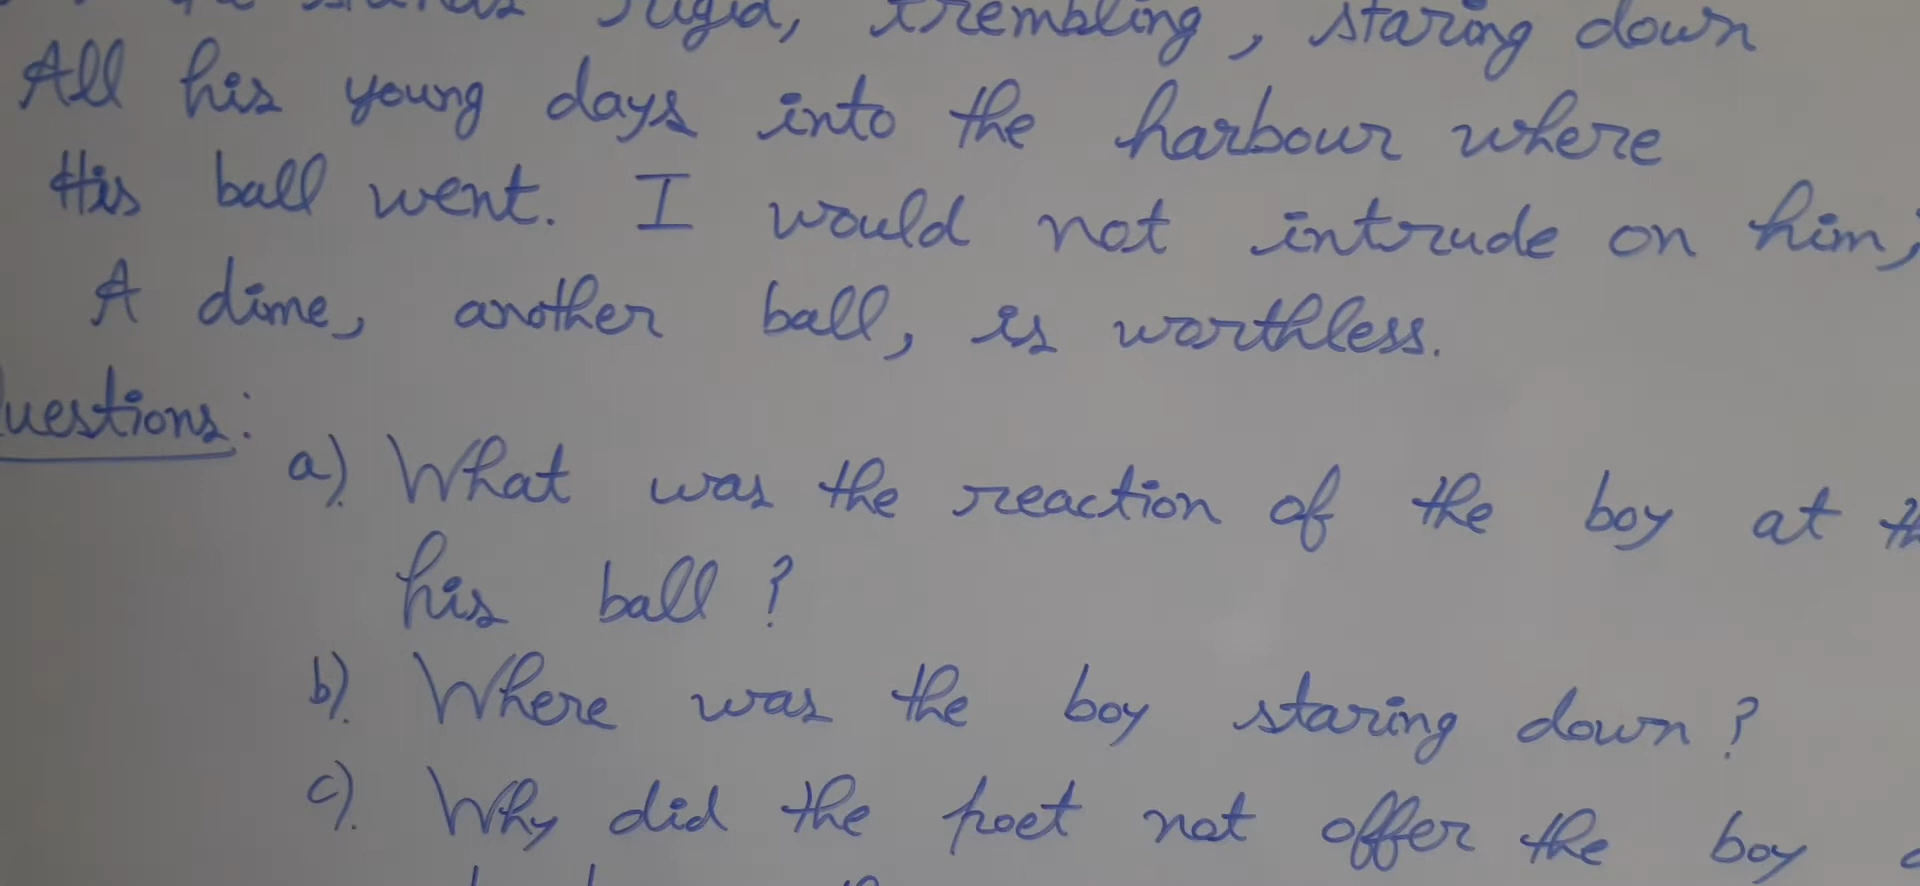 rigid, trembling, staring down
All his young days into the harbour where
His ball went. I would not intrude on him;
A dime, another ball, is worthless.
uestions:
a). What was the reaction of the boy at
his ball ?
b). Where was the boy staring down ?
c). Why did the poet not offer the boy